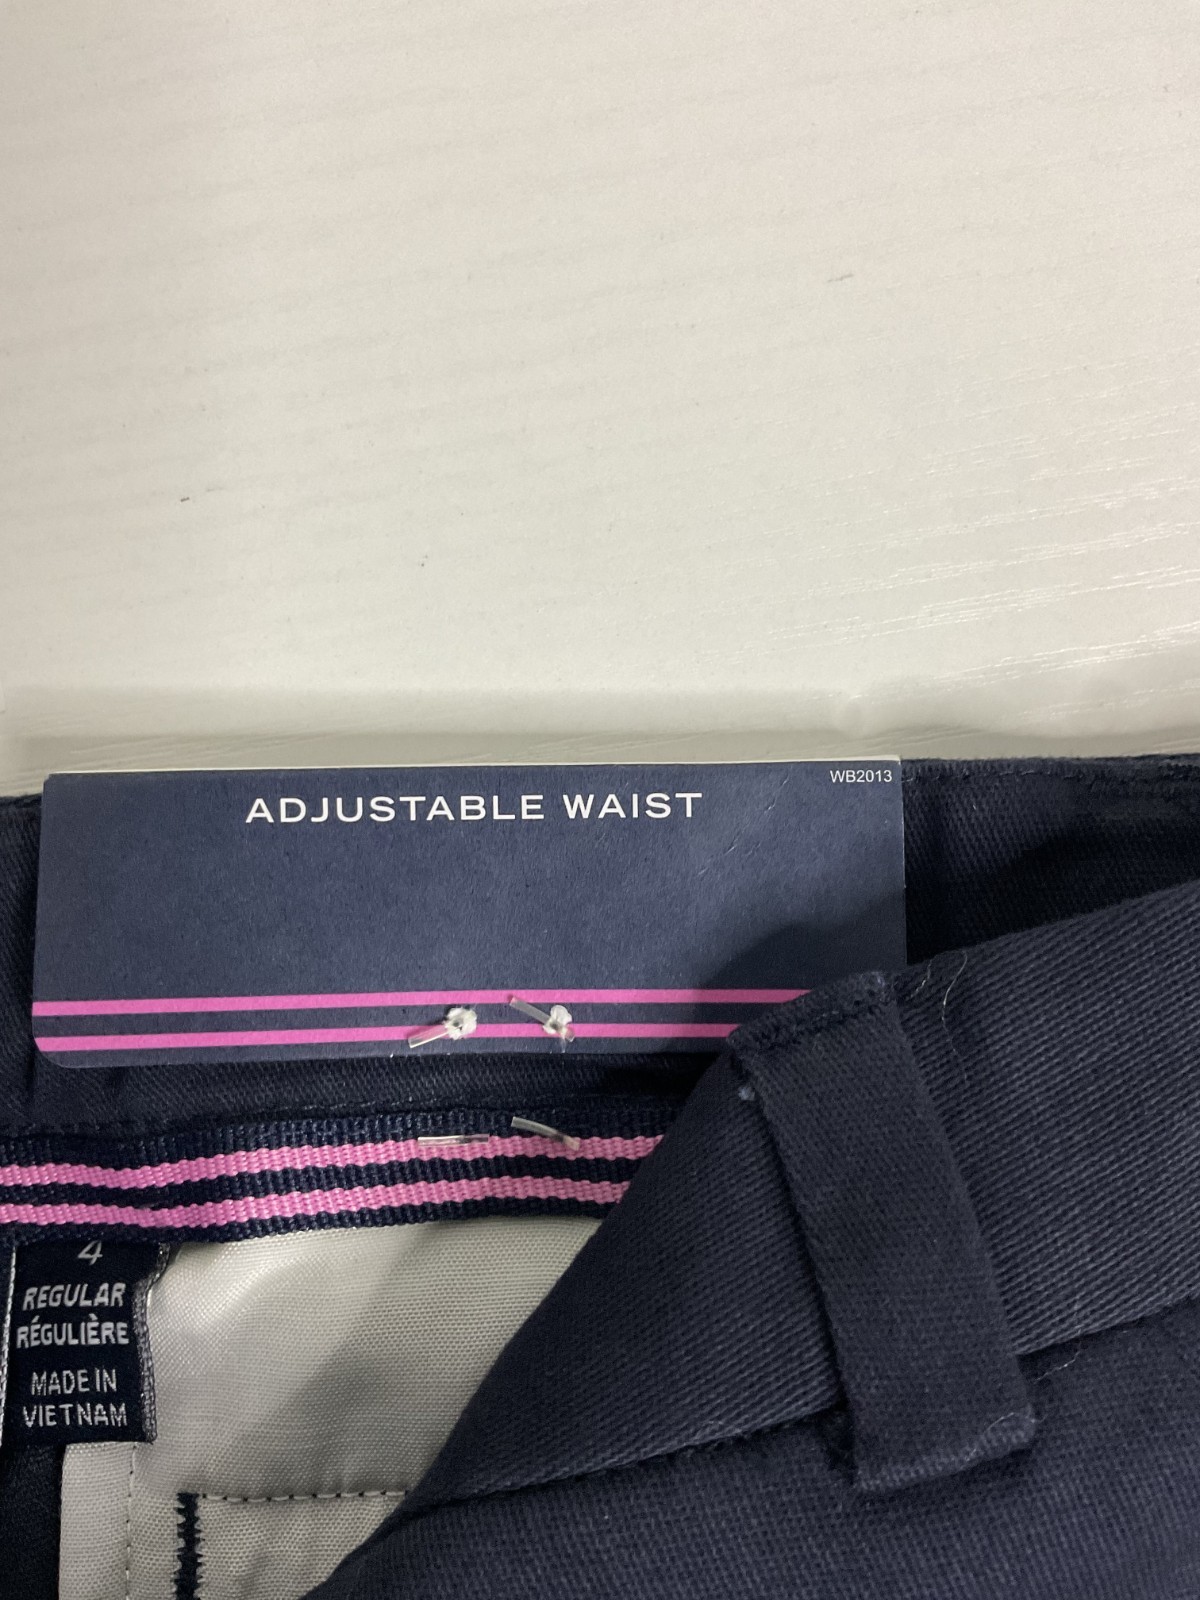 WB2013
ADJUSTABLE WAIST
4
REGULAR
RÉGULIÈRE
MADE IN
VIETNAM